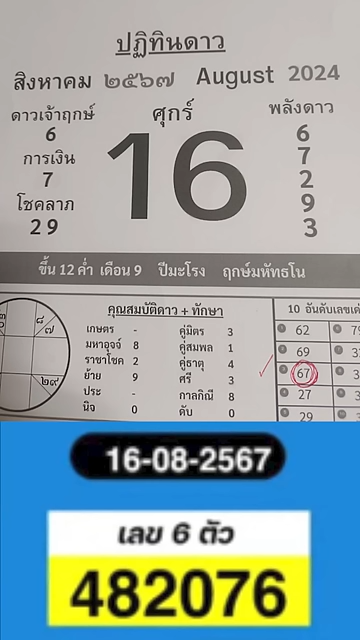 ปฏิทินดาว
สิงหาคม ๒๕๖๗ August 2024
ดาวเจ้าฤกษ์ ศุกร์ พลังดาว
6 16 6
การเงิน 7
7 2
โชคลาภ 9
29 3
ขึ้น 12 ค่ำ เดือน 9 ปีมะโรง ฤกษ์มหัทธโน
คุณสมบัติดาว + ทักษา
เกษตร - คู่มิตร 3
มหาอุจจ์ 8 คู่สมพล 1
ราชาโชค 2 คู่ธาตุ 4
ย้าย 9 ศรี 3
ประ - กาลกิณี 8
นิจ 0 ดับ 0
๘
๗
๒๙
10 อันดับเลขเด่
62
69
67
27
29
16-08-2567
เลข 6 ตัว
482076